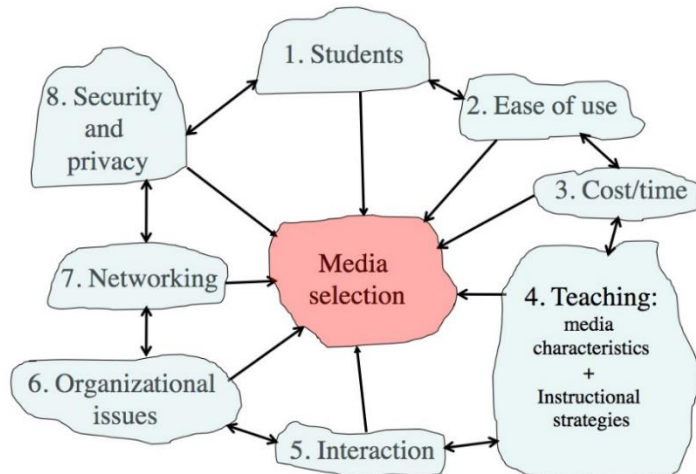 1. Students
8. Security
and
privacy
2. Ease of use
3. Cost/time
Media
selection
7. Networking
4. Teaching:
media
characteristics
+
Instructional
strategies
6. Organizational
issues
5. Interaction